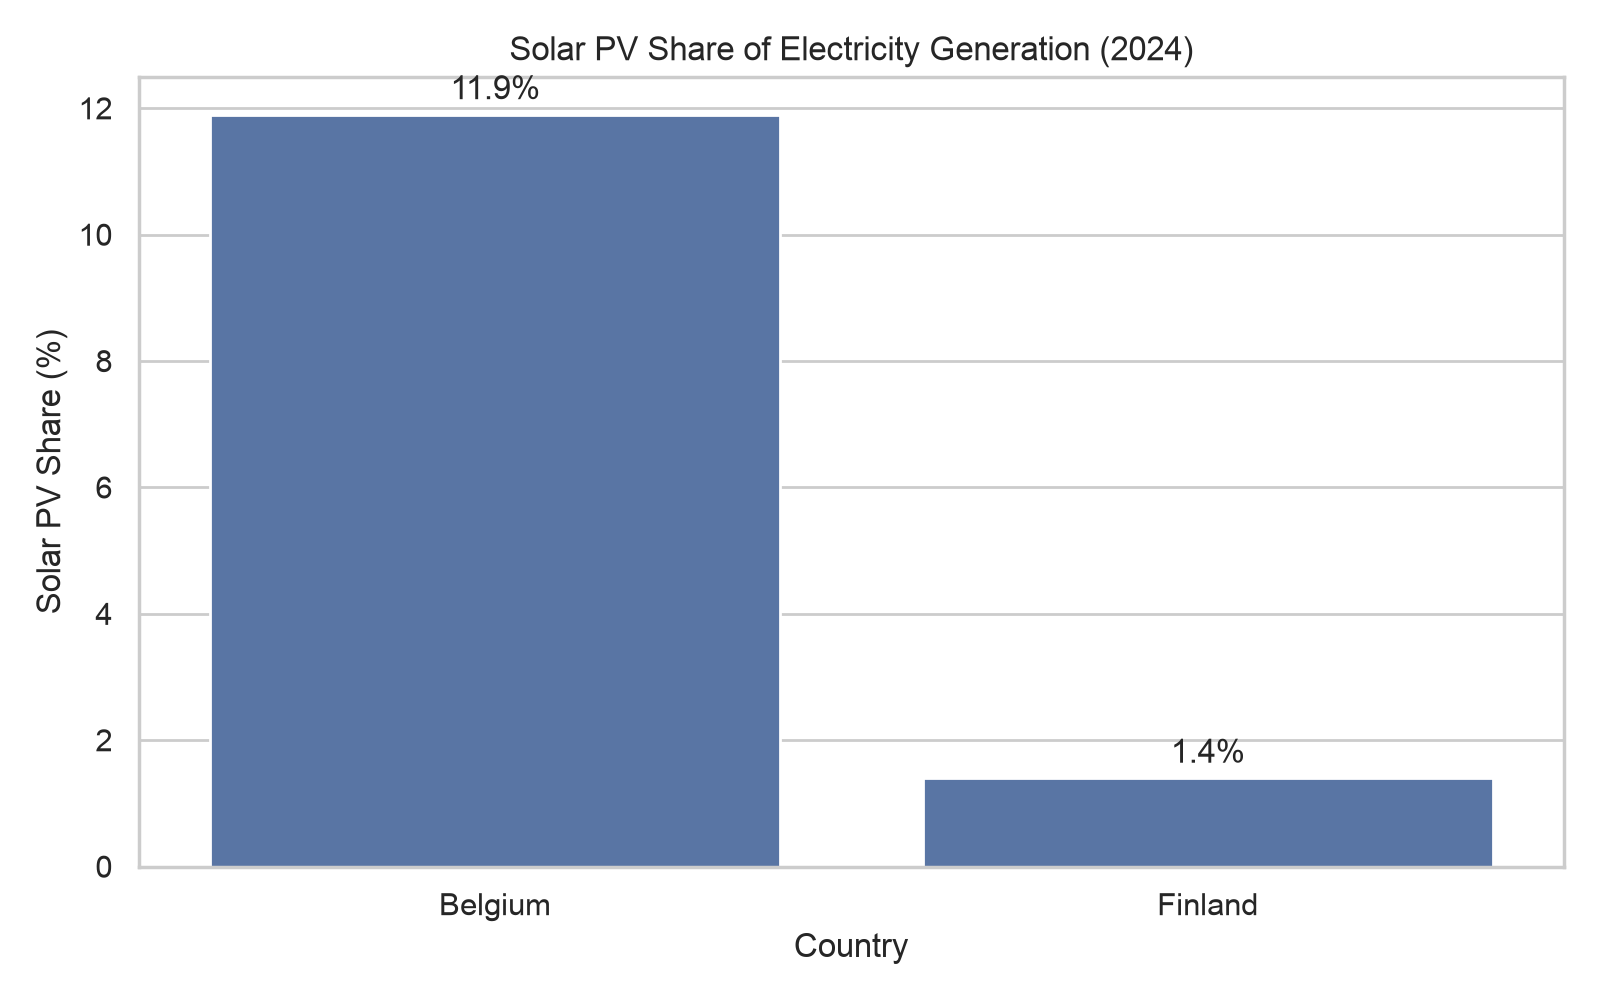 Solar PV Share of Electricity Generation (2024)
11.9%
12
10
8
6
4
2
0
Solar PV Share (%)
1.4%
Belgium
Finland
Country